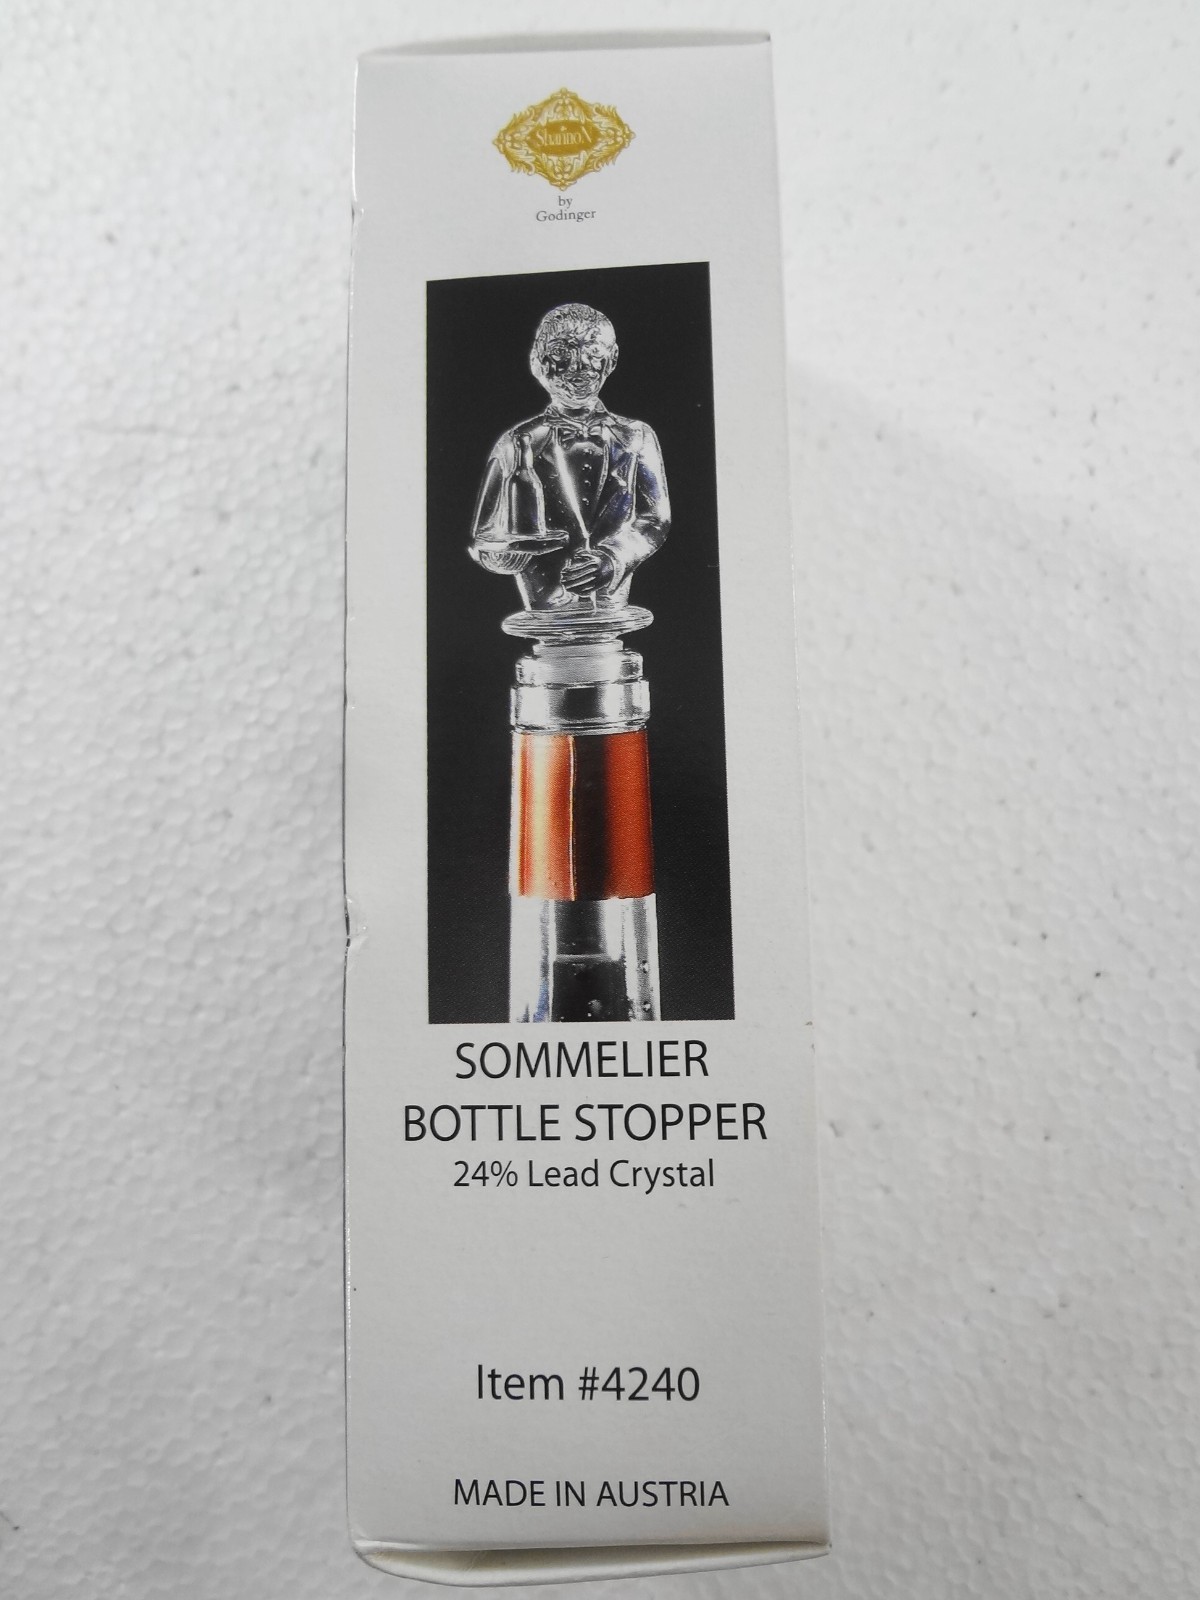 Shannon
by
Godinger
SOMMELIER
BOTTLE STOPPER
24% Lead Crystal
Item #4240
MADE IN AUSTRIA